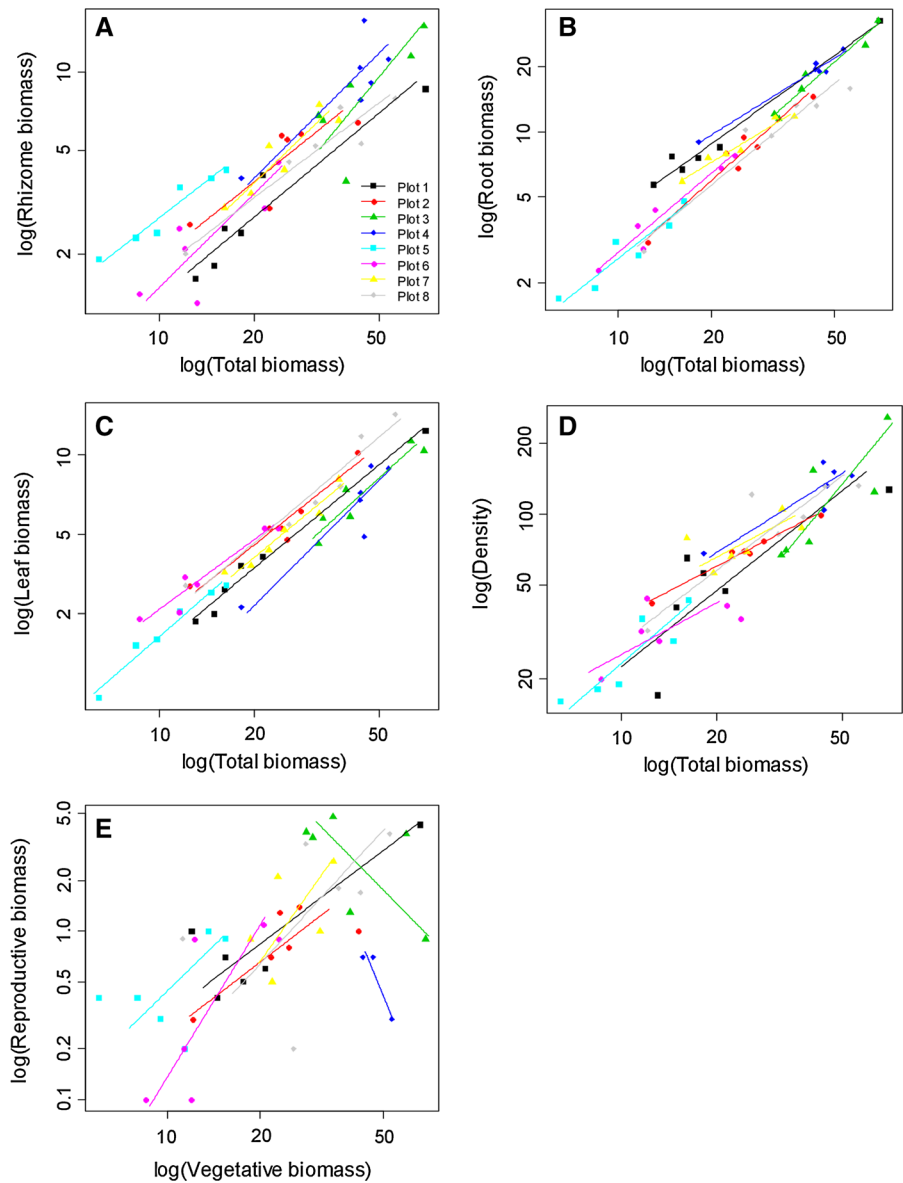 A
log(Rhizome biomass)
10
5
2
Plot 1
Plot 2
Plot 3
Plot 4
Plot 5
Plot 6
Plot 7
Plot 8
10 20 50
log(Total biomass)
B
log(Root biomass)
20
10
5
2
10 20 50
log(Total biomass)
C
log(Leaf biomass)
10
5
2
10 20 50
log(Total biomass)
D
log(Density)
200
100
50
20
10 20 50
log(Total biomass)
E
log(Reproductive biomass)
5.0
2.0
1.0
0.5
0.2
0.1
10 20 50
log(Vegetative biomass)